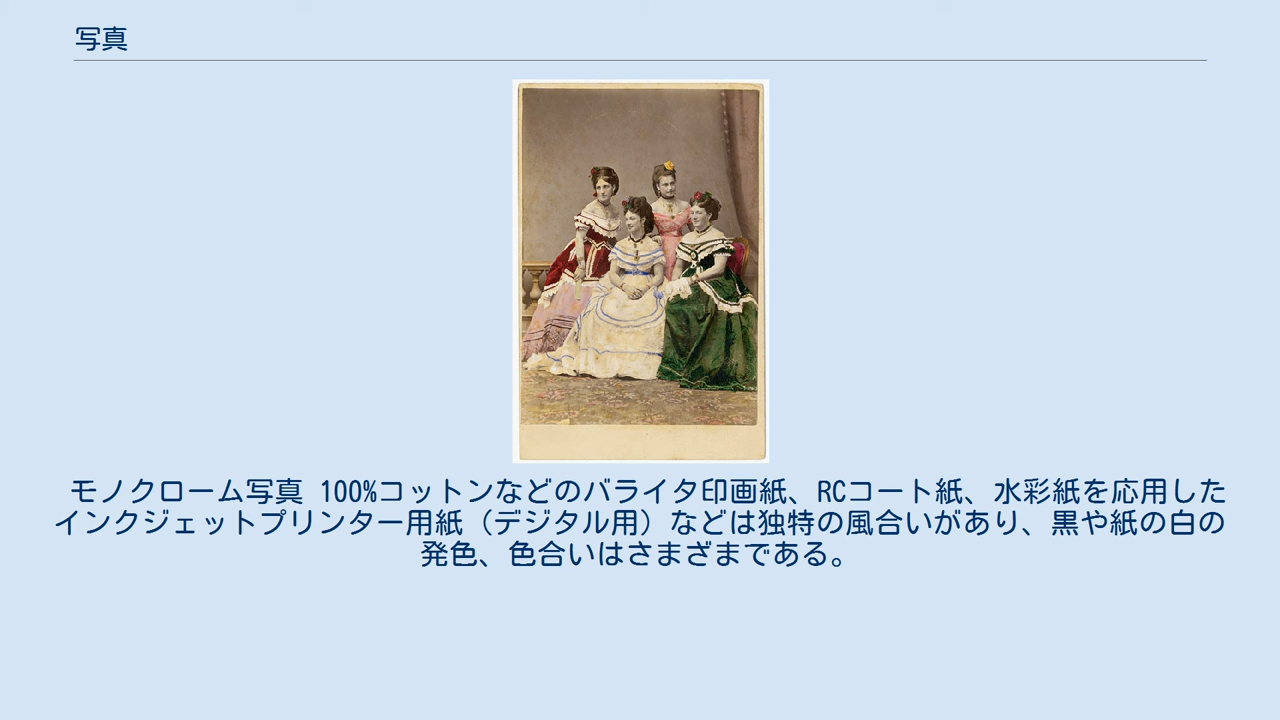 写真
モノクローム写真 100%コットンなどのバライタ印画紙、RCコート紙、水彩紙を応用した
インクジェットプリンター用紙（デジタル用）などは独特の風合いがあり、黒や紙の白の
発色、色合いはさまざまである。